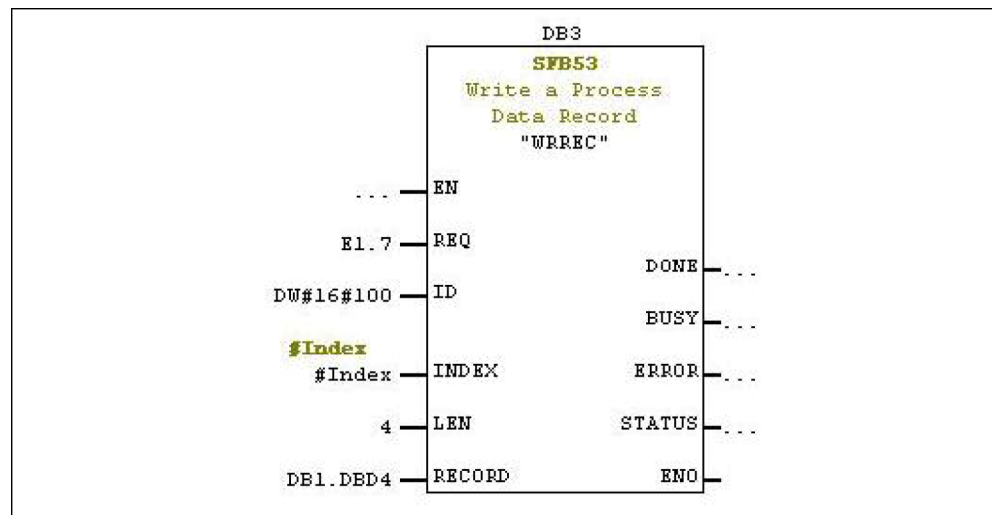 DB3
SFB53
Write a Process
Data Record
"WRREC"
... EN
E1.7 REQ
DONE ...
DW#16#100 ID
BUSY ...
#Index
#Index INDEX ERROR ...
4 LEN STATUS ...
DB1.DBD4 RECORD ENO